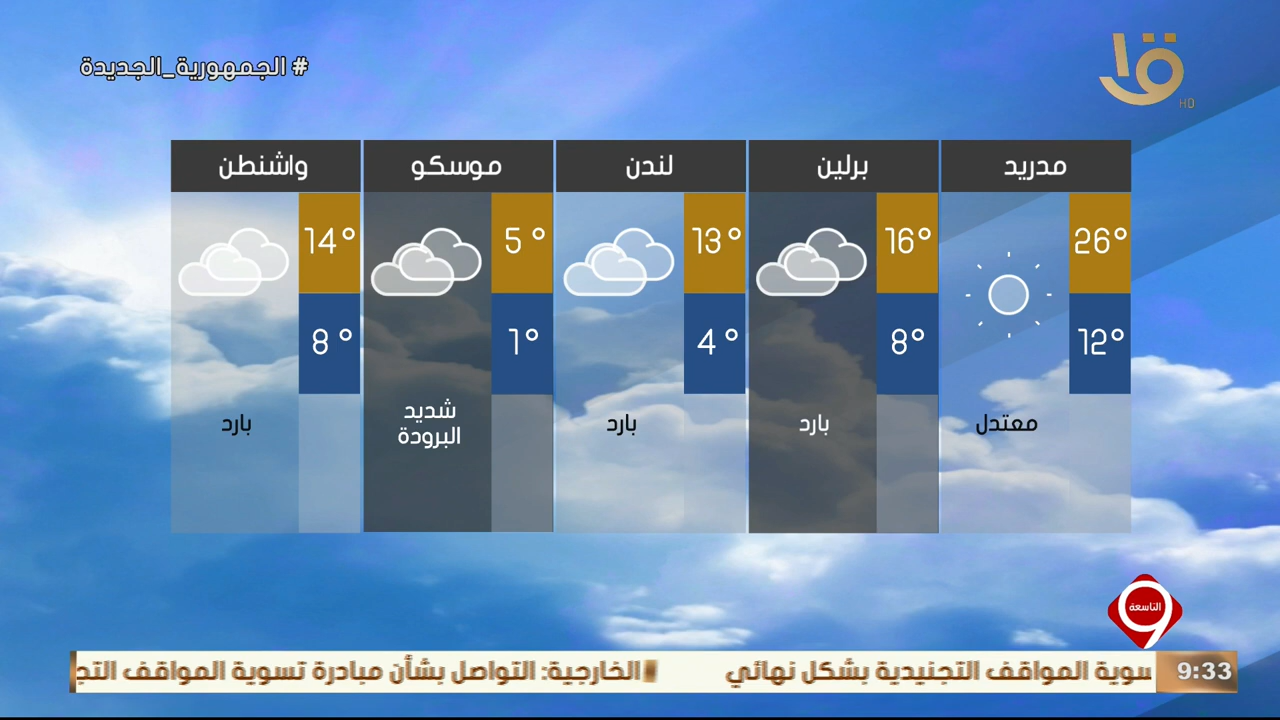 #الجمهورية_الجديدة
HD
مدريد
26°
12°
معتدل
برلين
16°
8°
بارد
لندن
13°
4°
بارد
موسكو
5°
1°
شديد
البرودة
واشنطن
14°
8°
بارد
التاسعة
9
9:33
سوية المواقف التجنيدية بشكل نهائي
الخارجية: التواصل بشأن مبادرة تسوية المواقف التج